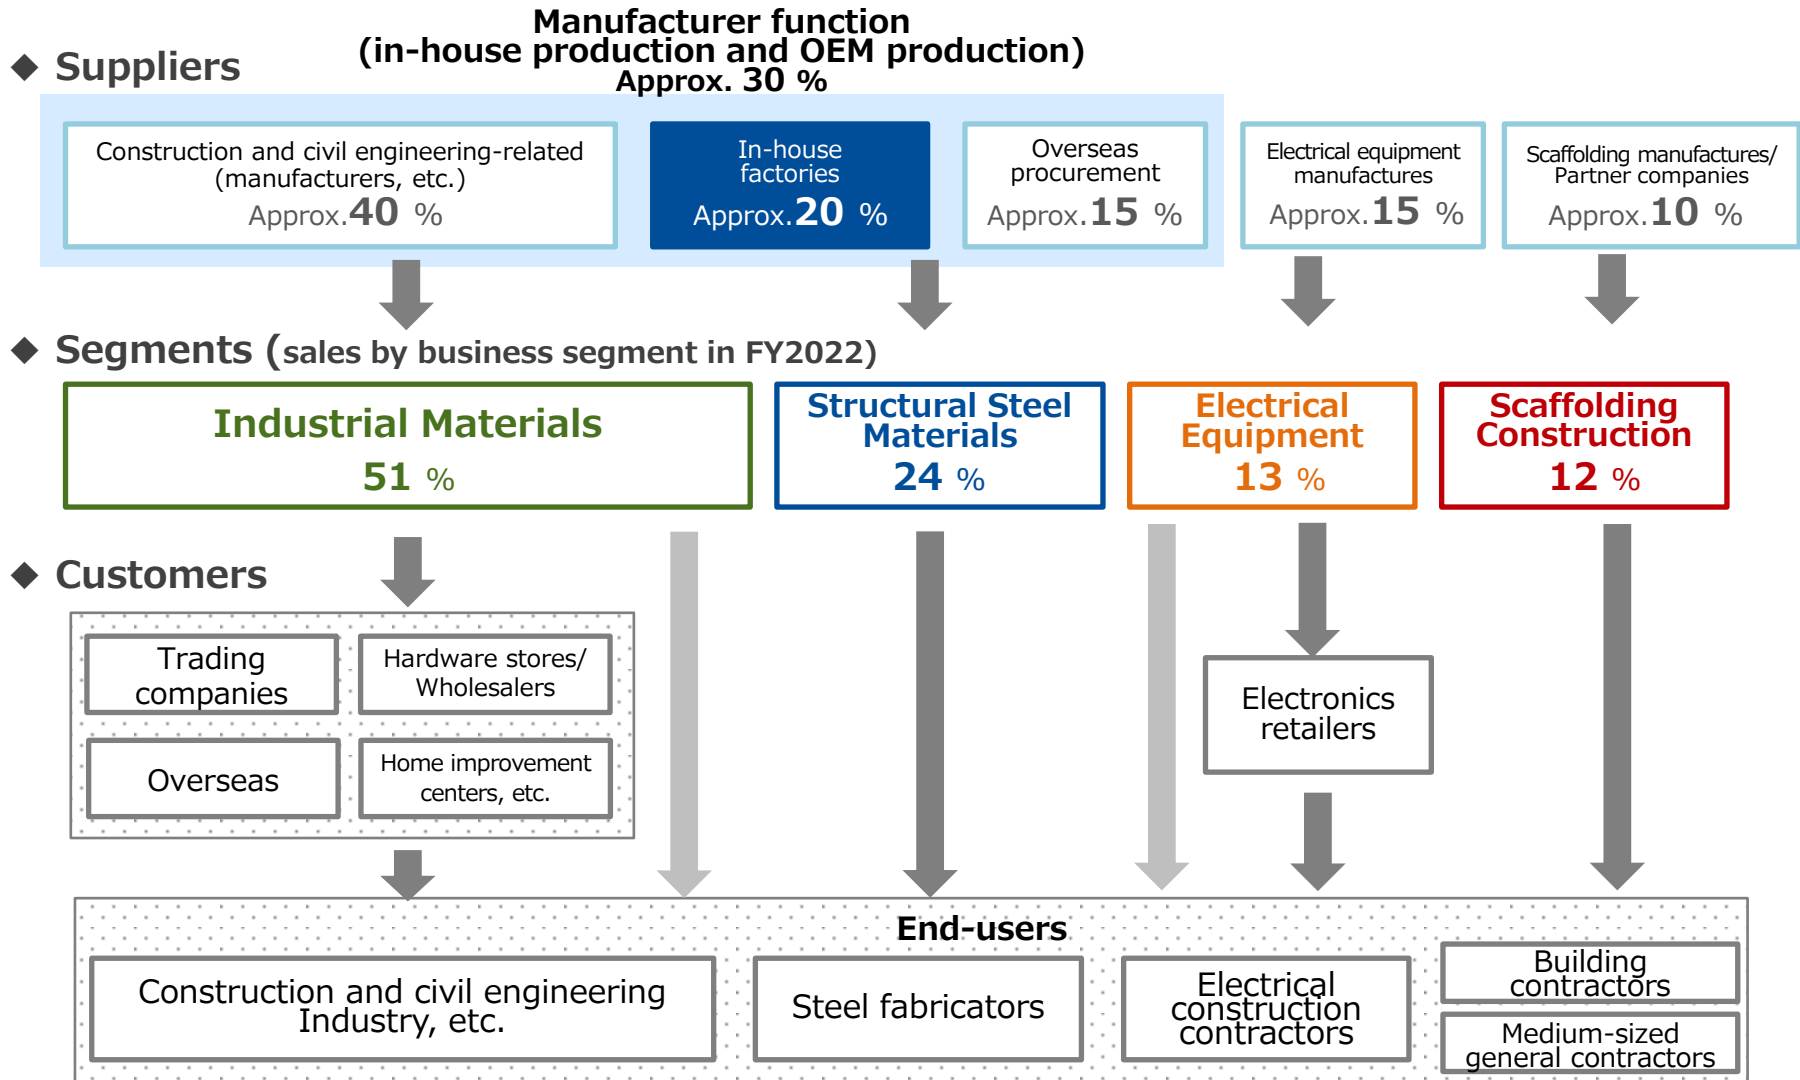 Manufacturer function
(in-house production and OEM production)
Approx. 30 %
◆ Suppliers
Construction and civil engineering-related
(manufacturers, etc.)
Approx.40 %
In-house
factories
Approx.20 %
Overseas
procurement
Approx.15 %
Electrical equipment
manufactures
Approx.15 %
Scaffolding manufactures/
Partner companies
Approx.10 %
◆ Segments (sales by business segment in FY2022)
Industrial Materials
51 %
Structural Steel
Materials
24 %
Electrical
Equipment
13 %
Scaffolding
Construction
12 %
◆ Customers
Trading
companies
Hardware stores/
Wholesalers
Overseas
Home improvement
centers, etc.
Electronics
retailers
End-users
Construction and civil engineering
Industry, etc.
Steel fabricators
Electrical
construction
contractors
Building
contractors
Medium-sized
general contractors